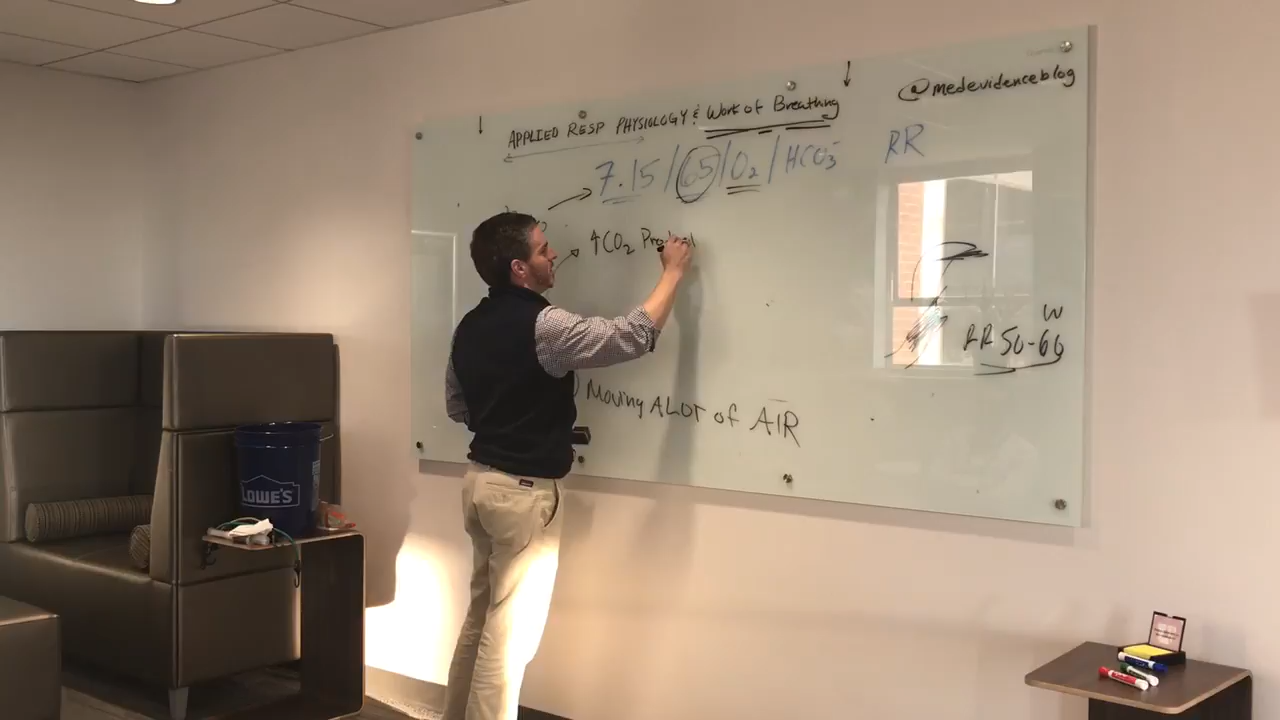 @medevidenceblog
APPLIED RESP PHYSIOLOGY & Work of Breathing
7.15 / 65 / O₂ / HCO₃⁻
RR
↑CO₂
W
RR 50-60
Moving ALOT of AIR
LOWE'S